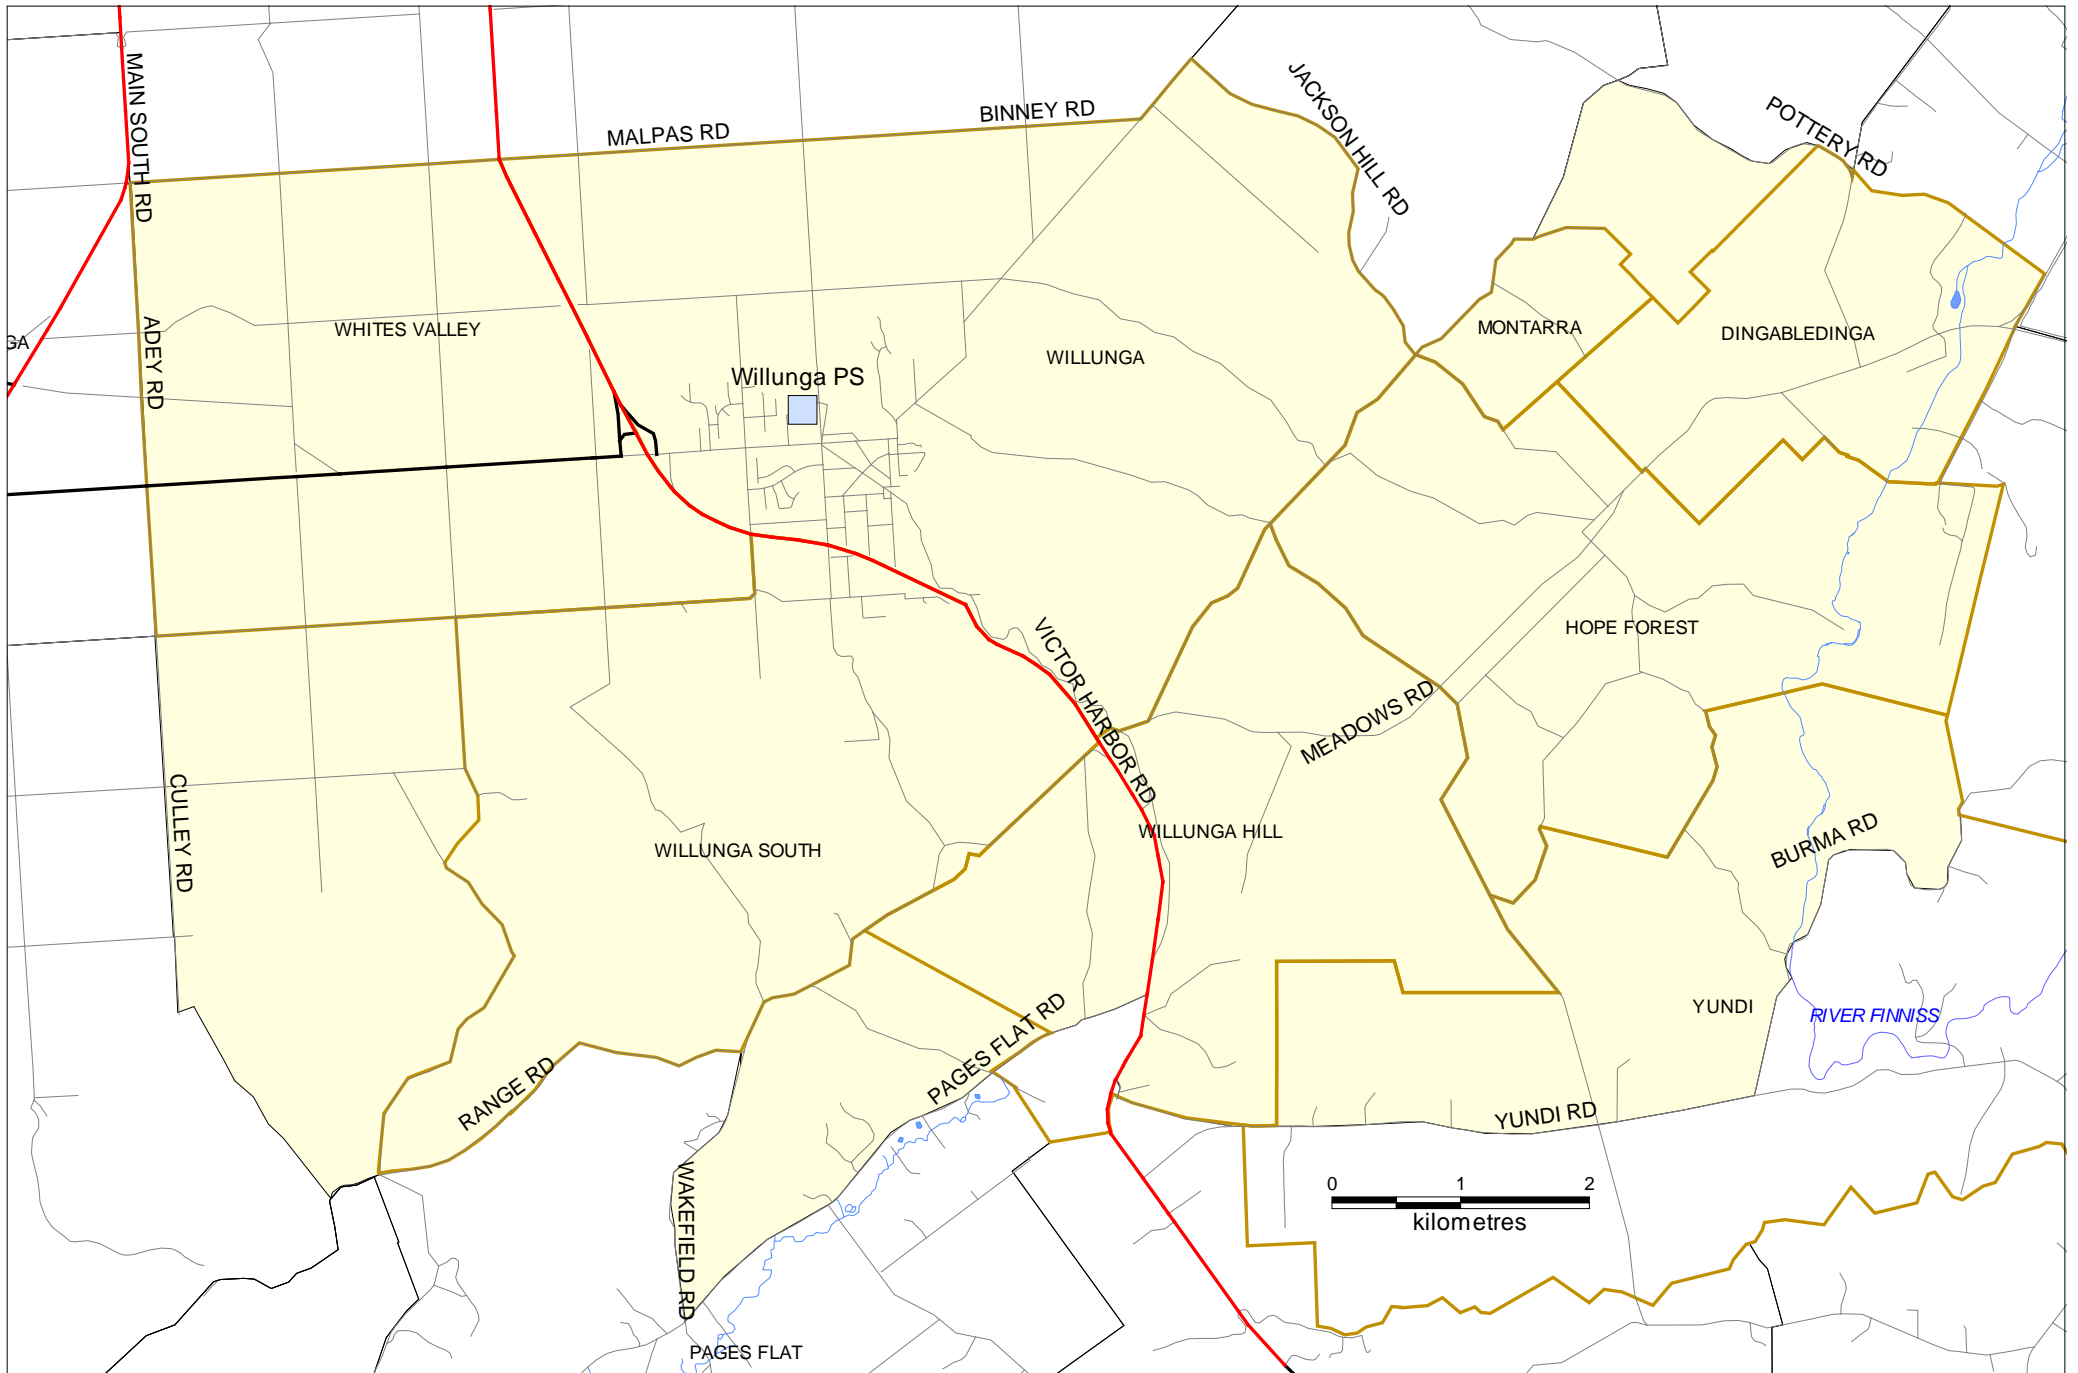 MAIN SOUTH RD
MALPAS RD
BINNEY RD
JACKSON HILL RD
POTTERY RD
GA
ADEY RD
WHITES VALLEY
Willunga PS
WILLUNGA
MONTARRA
DINGABLEDINGA
VICTOR HARBOR RD
HOPE FOREST
MEADOWS RD
CULLEY RD
WILLUNGA SOUTH
WILLUNGA HILL
BURMA RD
YUNDI
RIVER FINNISS
RANGE RD
PAGES FLAT RD
YUNDI RD
WAKEFIELD RD
0 1 2
kilometres
PAGES FLAT